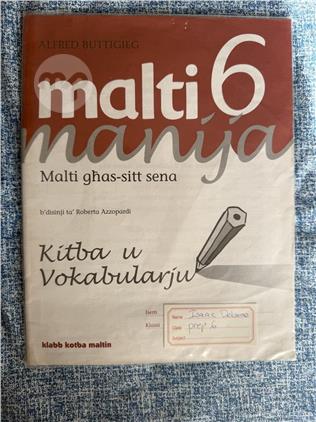 ALFRED BUTTIGIEG
malti 6
manija
Malti għas-sitt sena
b'disinji ta' Roberta Azzopardi
Kitba u
Vokabularju
Isem
Klassi
Name Isaac
Class prep 6
Subject
klabb kotba maltin